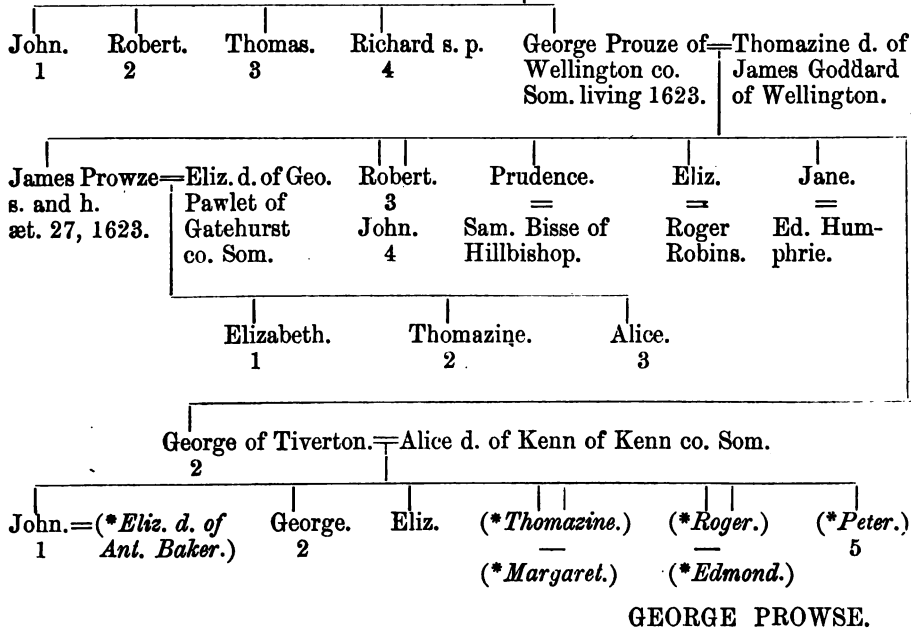 John. Robert. Thomas. Richard s. p. George Prouze of=Thomazine d. of
1 2 3 4 Wellington co. James Goddard
Som. living 1623. of Wellington.
James Prowze=Eliz. d. of Geo. Robert. Prudence. Eliz. Jane.
s. and h. Pawlet of 3 = = =
æt. 27, 1623. Gatehurst John. Sam. Bisse of Roger Ed. Hum-
co. Som. 4 Hillbishop. Robins. phrie.
Elizabeth. Thomazine. Alice.
1 2 3
George of Tiverton.=Alice d. of Kenn of Kenn co. Som.
2
John.=(*Eliz. d. of George. Eliz. (*Thomazine.) (*Roger.) (*Peter.)
1 Ant. Baker.) 2 — — 5
(*Margaret.) (*Edmond.)
GEORGE PROWSE.